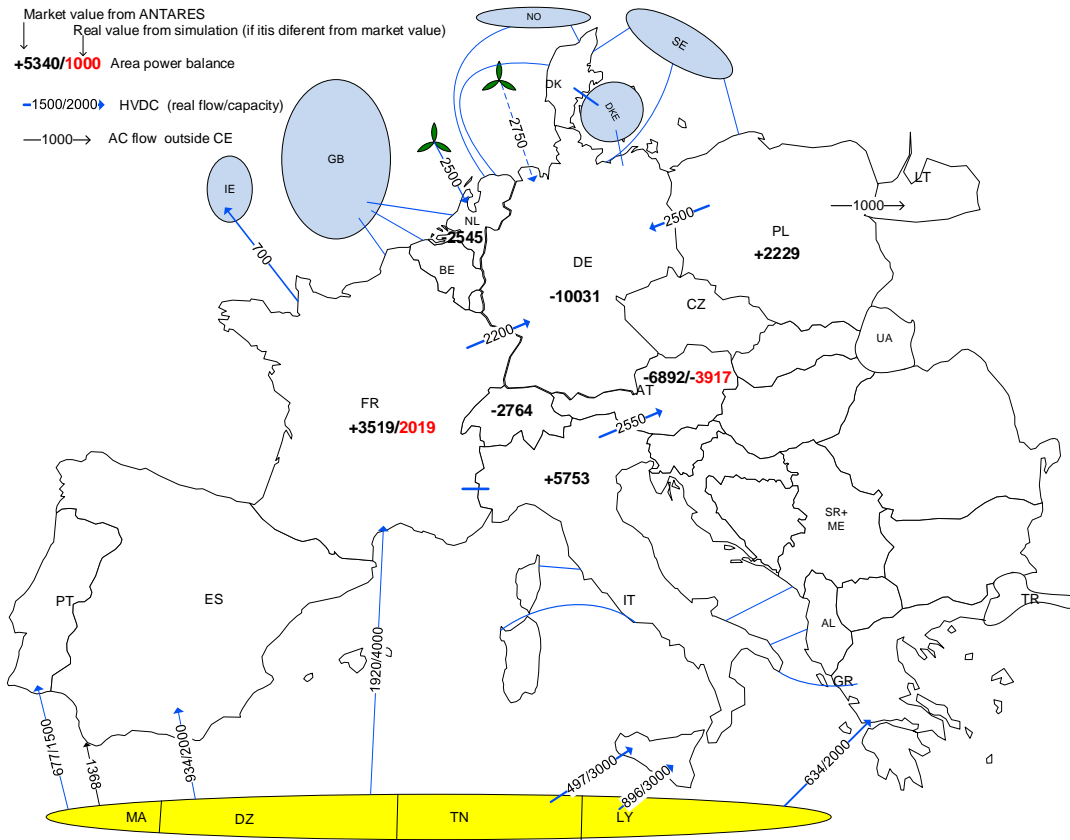 Market value from ANTARES
Real value from simulation (if itis diferent from market value)
+5340/1000 Area power balance
1500/2000 HVDC (real flow/capacity)
1000 AC flow outside CE
NO
SE
DK
DKE
GB
IE
700
2750
2500
NL
-2545
BE
DE
-10031
2500
PL
+2229
LT
1000
CZ
UA
2200
-6892/-3917
AT
-2764
2550
FR
+3519/2019
+5753
SR+
ME
PT
ES
IT
AL
TR
GR
1920/4000
677/1500
1398
934/2000
497/3000
896/3000
634/2000
MA
DZ
TN
LY